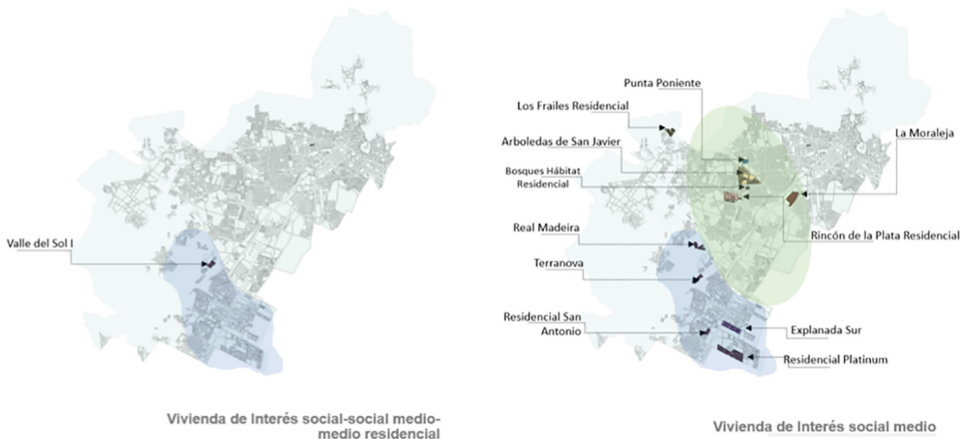 Valle del Sol I
Vivienda de Interés social-social medio-
medio residencial
Punta Poniente
Los Frailes Residencial
La Moraleja
Arboledas de San Javier
Bosques Hábitat
Residencial
Real Madeira
Rincón de la Plata Residencial
Terranova
Residencial San
Antonio
Explanada Sur
Residencial Platinum
Vivienda de Interés social medio